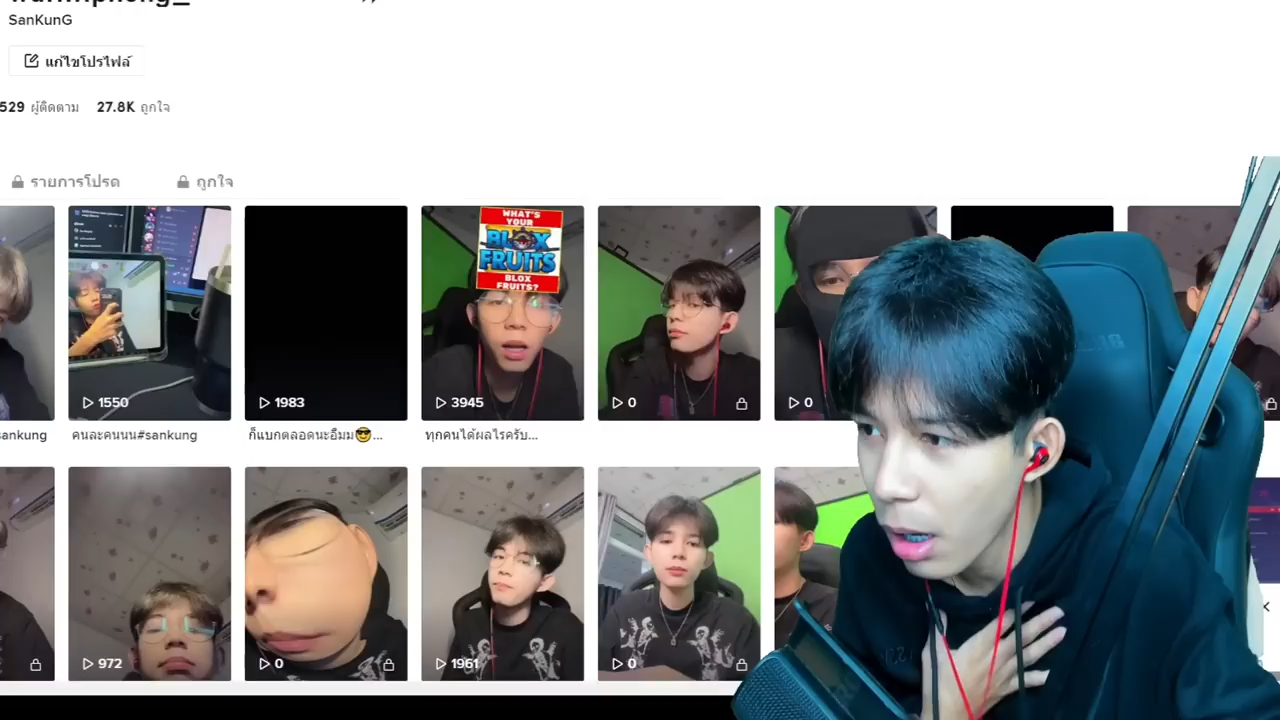 SanKunG
แก้ไขโปรไฟล์
529 ผู้ติดตาม 27.8K ถูกใจ
รายการโปรด ถูกใจ
WHAT'S
YOUR
BLOX
FRUITS
BLOX
FRUITS?
1550
1983
3945
0
0
sankung
คนละคนนน#sankung
ก็แบกตลอดนะอืมม😎...
ทุกคนได้ผลไรครับ...
972
0
1961
0